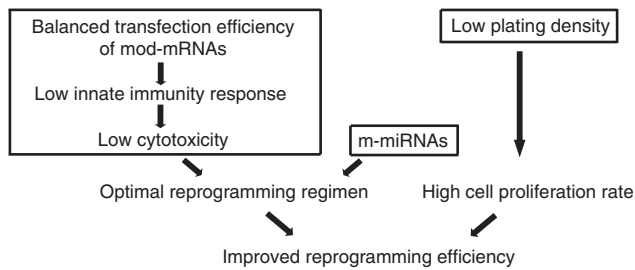 Balanced transfection efficiency
of mod-mRNAs
Low innate immunity response
Low cytotoxicity
Low plating density
m-miRNAs
Optimal reprogramming regimen
High cell proliferation rate
Improved reprogramming efficiency